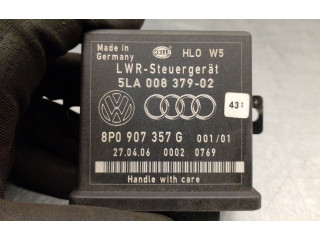 Made in
Germany
HELLA
HLO W5
LWR-Steuergerät
5LA 008 379-02
43
8P0 907 357 G 001/01
27.04.06 0002 0769
Handle with care